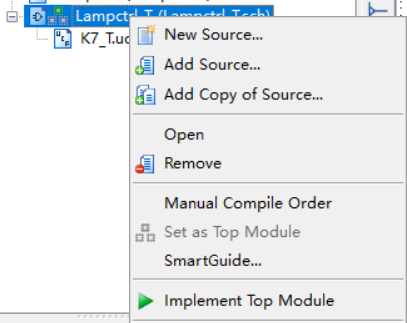 Lampctrl_T (Lampctrl_T.sch)
K7_T.uc
New Source...
Add Source...
Add Copy of Source...
Open
Remove
Manual Compile Order
Set as Top Module
SmartGuide...
Implement Top Module